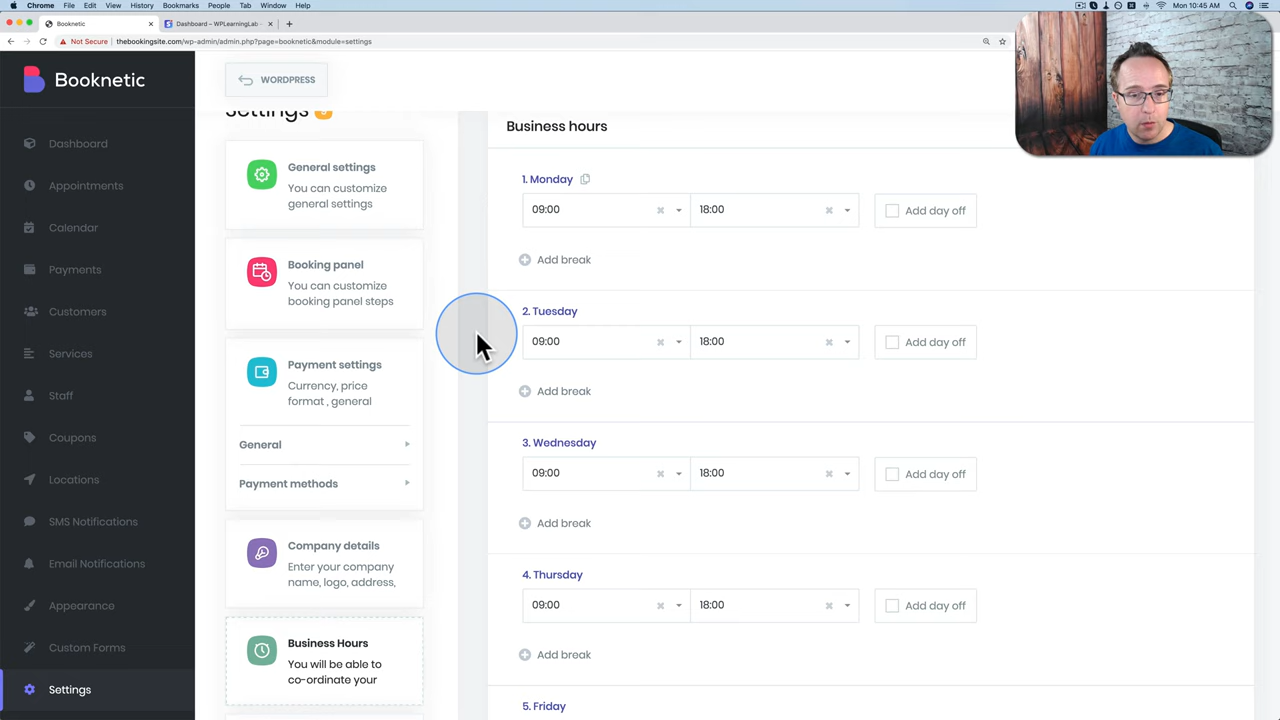 Chrome File Edit View History Bookmarks People Tab Window Help
Mon 10:45 AM
Booknetic
Dashboard – WPLearningLab –
Not Secure thebookingsite.com/wp-admin/admin.php?page=booknetic&module=settings
Booknetic
WORDPRESS
Dashboard
Appointments
Calendar
Payments
Customers
Services
Staff
Coupons
Locations
SMS Notifications
Email Notifications
Appearance
Custom Forms
Settings
Settings
General settings
You can customize
general settings
Booking panel
You can customize
booking panel steps
Payment settings
Currency, price
format , general
General
Payment methods
Company details
Enter your company
name, logo, address,
Business Hours
You will be able to
co-ordinate your
Business hours
1. Monday
09:00 18:00 Add day off
Add break
2. Tuesday
09:00 18:00 Add day off
Add break
3. Wednesday
09:00 18:00 Add day off
Add break
4. Thursday
09:00 18:00 Add day off
Add break
5. Friday